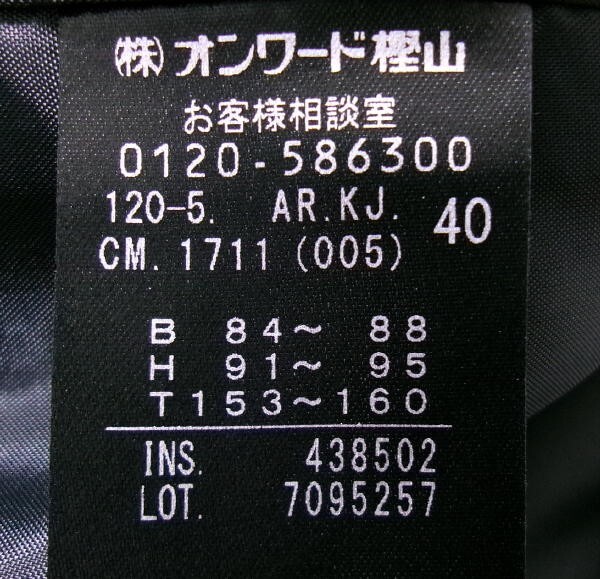 (株)オンワード樫山
お客様相談室
0120-586300
120-5. AR.KJ. 40
CM. 1711 (005)
B 84〜 88
H 91〜 95
T 153〜160
INS. 438502
LOT. 7095257